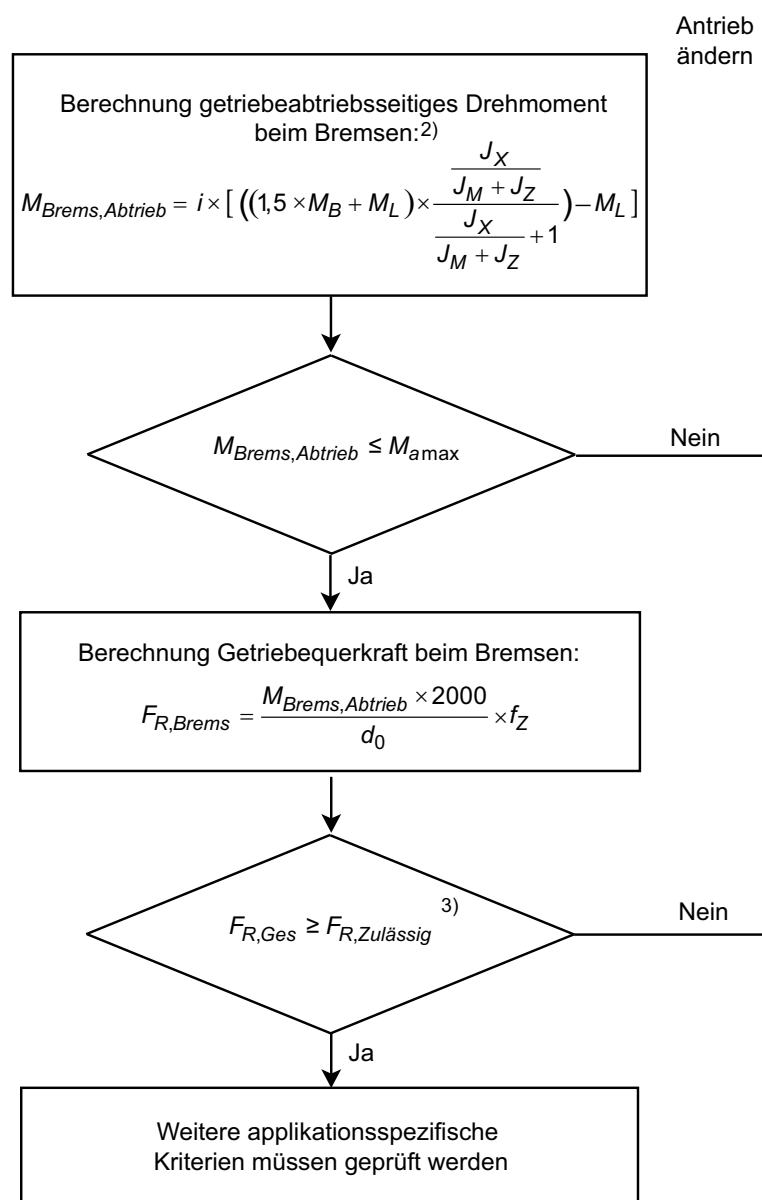 Antrieb
ändern
Berechnung getriebeabtriebsseitiges Drehmoment
beim Bremsen:2)
M_Brems,Abtrieb = i × [ ((1,5 × M_B + M_L) × (J_X / (J_M + J_Z)) / (J_X / (J_M + J_Z) + 1)) – M_L ]
M_Brems,Abtrieb ≤ M_amax
Nein
Ja
Berechnung Getriebequerkraft beim Bremsen:
F_R,Brems = (M_Brems,Abtrieb × 2000) / d_0 × f_Z
F_R,Ges ≥ F_R,Zulässig 3)
Nein
Ja
Weitere applikationsspezifische
Kriterien müssen geprüft werden